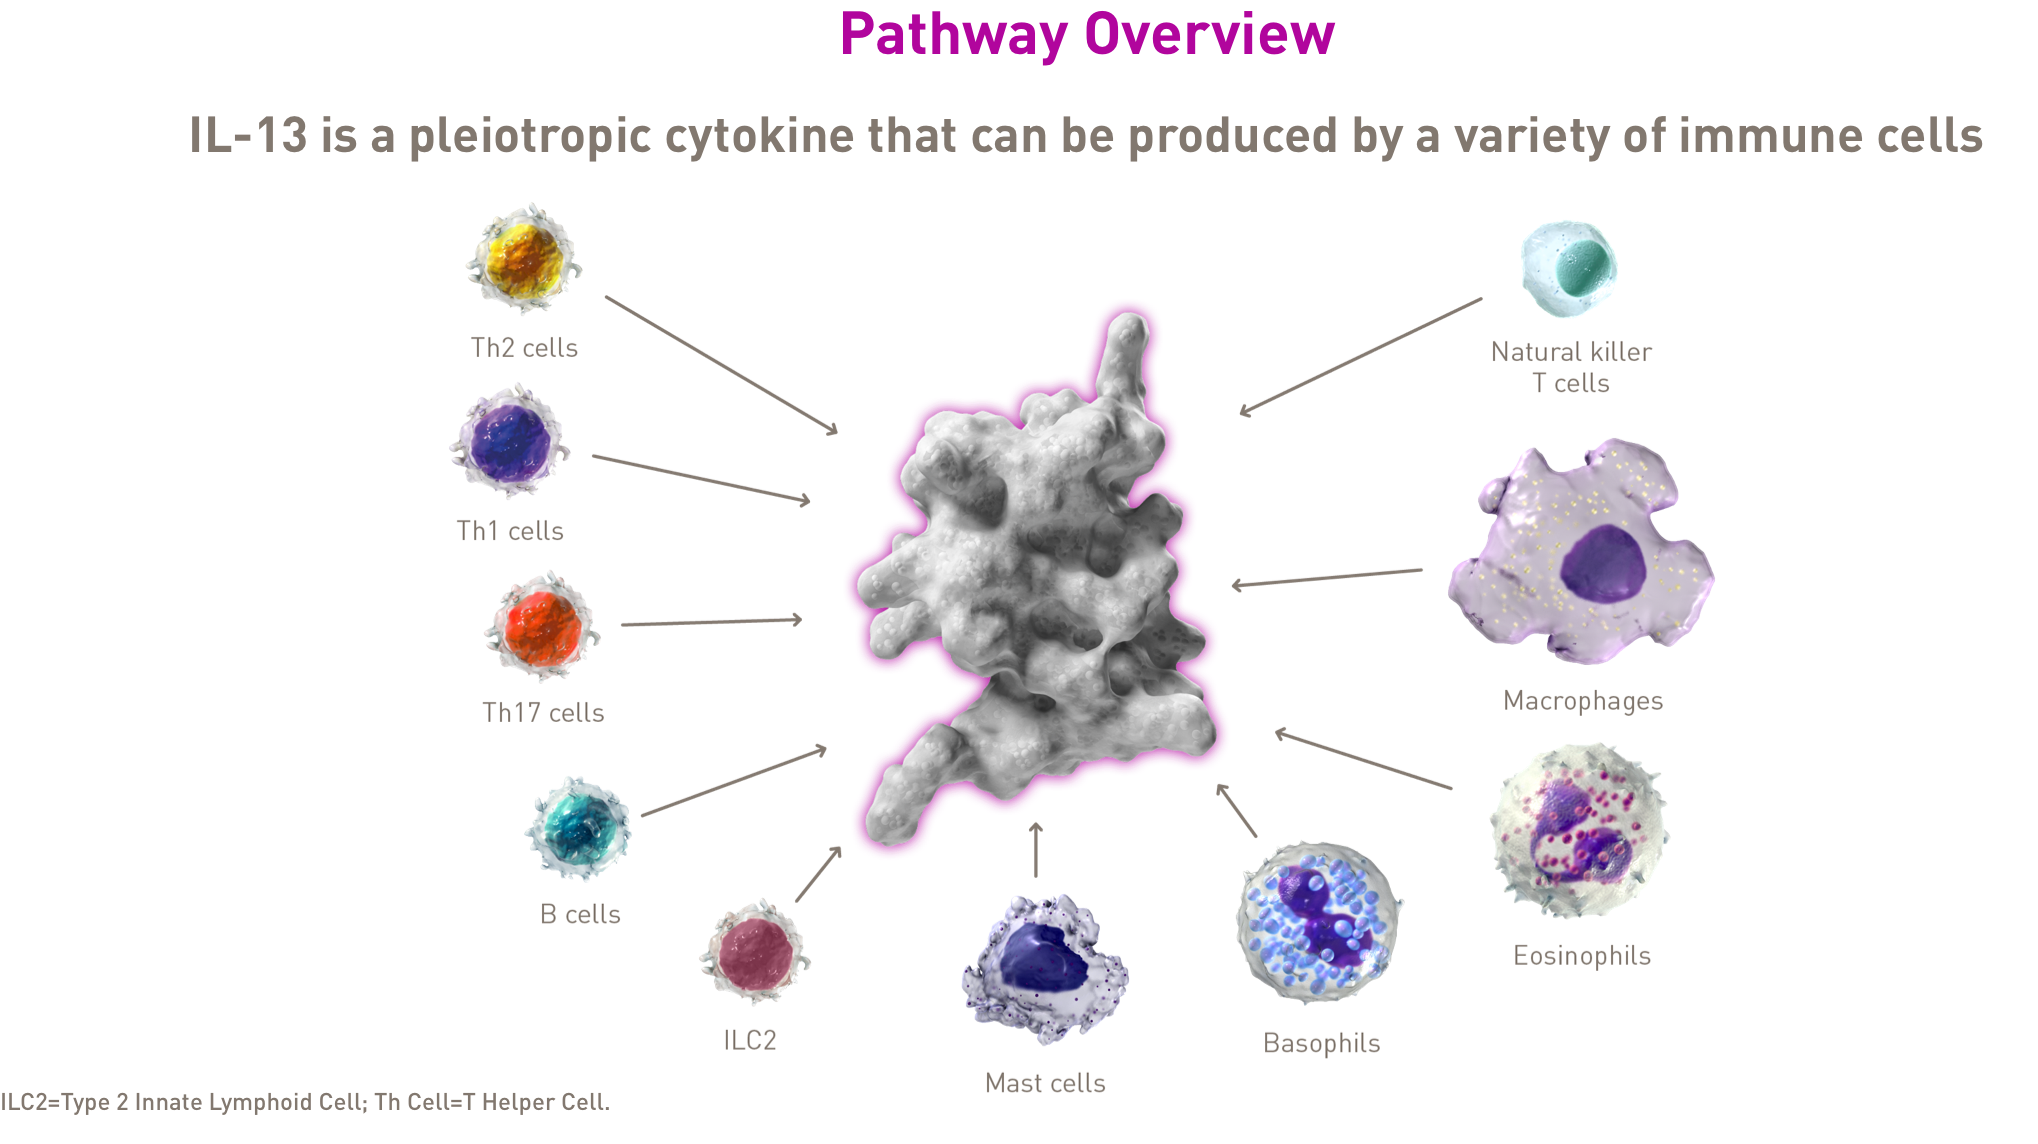 Pathway Overview
IL-13 is a pleiotropic cytokine that can be produced by a variety of immune cells
Th2 cells
Th1 cells
Th17 cells
B cells
ILC2
Mast cells
Basophils
Eosinophils
Macrophages
Natural killer
T cells
ILC2=Type 2 Innate Lymphoid Cell; Th Cell=T Helper Cell.